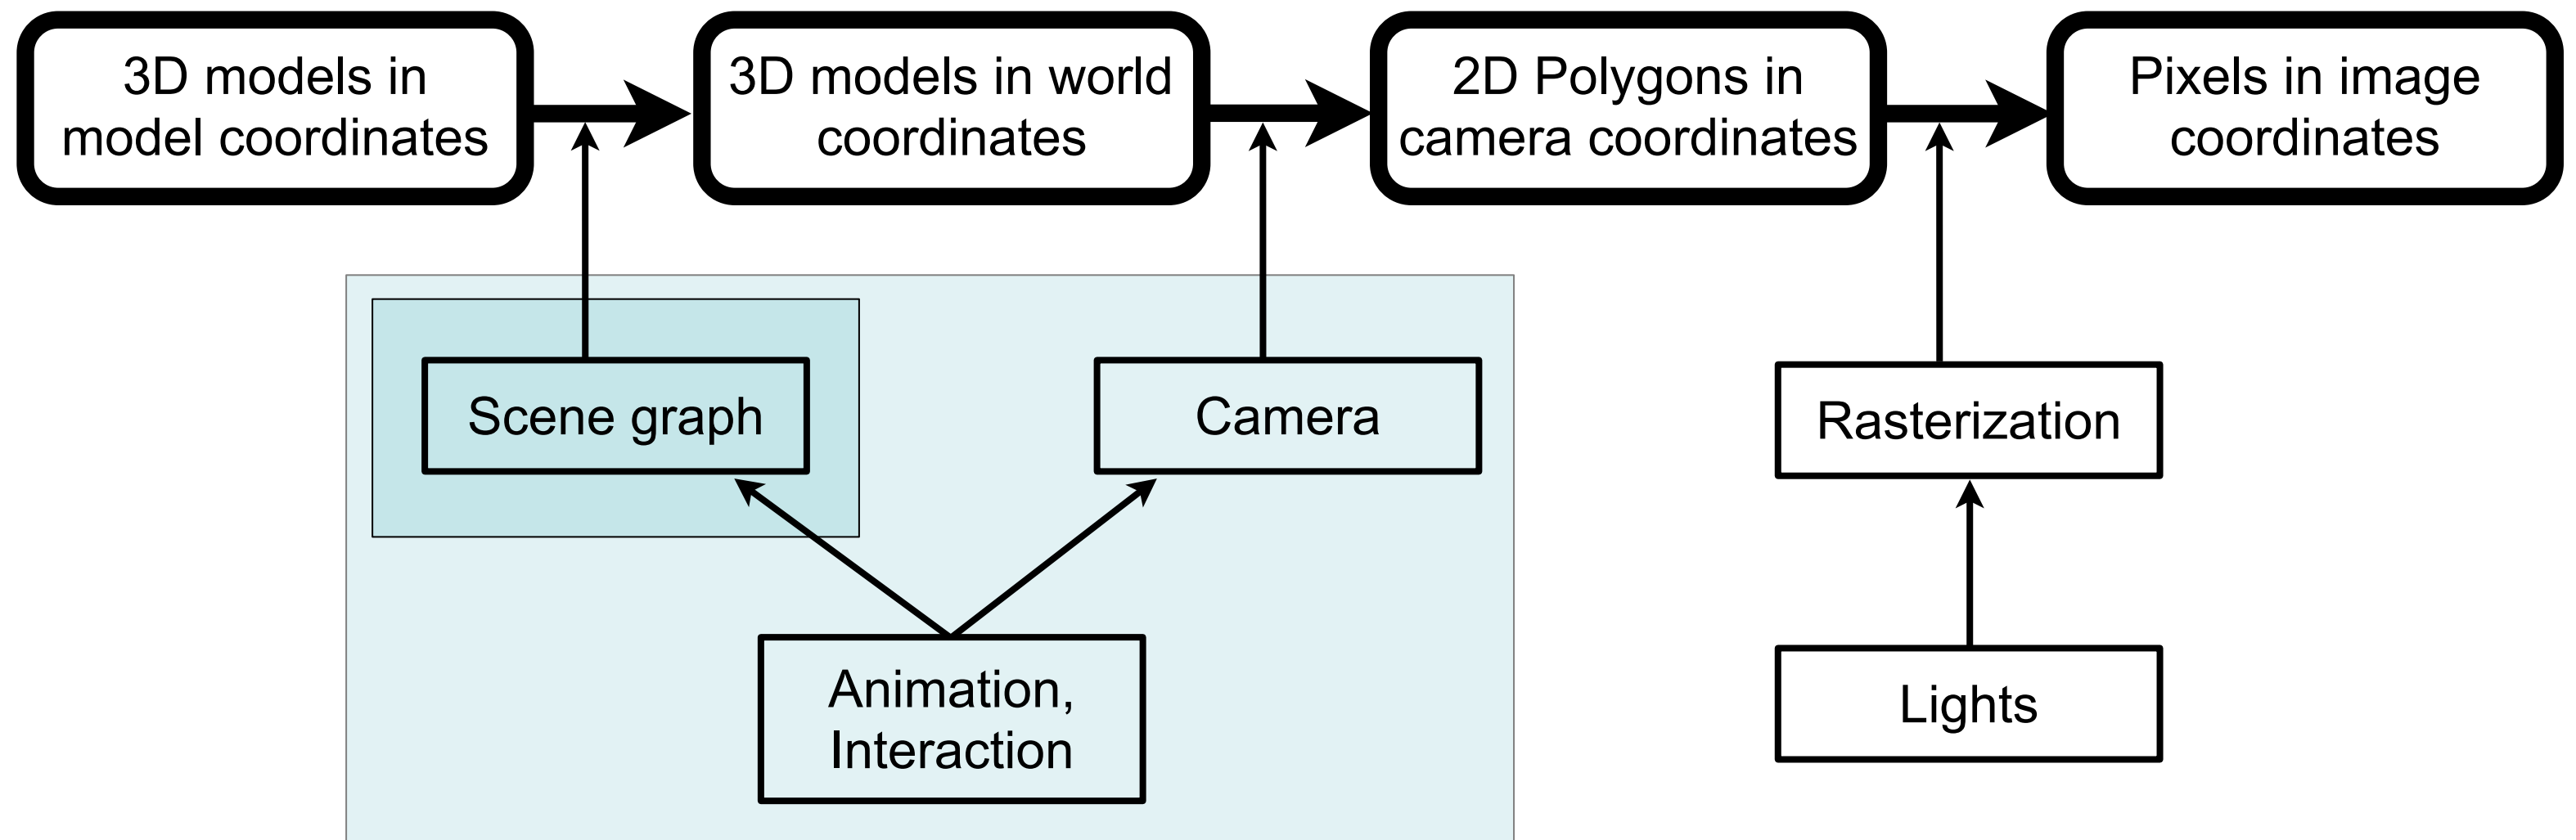 3D models in
model coordinates
3D models in world
coordinates
2D Polygons in
camera coordinates
Pixels in image
coordinates
Scene graph
Camera
Rasterization
Animation,
Interaction
Lights